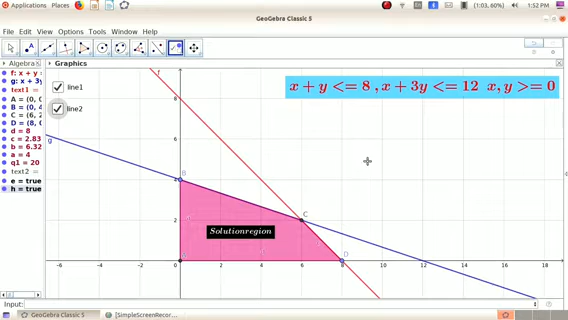 Applications Places
(1:03, 60%) 1:52 PM
GeoGebra Classic 5
File Edit View Options Tools Window Help
Graphics
f: x + y
g: x + 3y
text1
A = (0, 0
B = (0, 4
C = (6, 2
D = (8, 0
d = 8
c = 2.83
b = 6.32
a = 4
q1 = 20
text2
e = true
h = true
line1
line2
x + y <= 8 , x + 3y <= 12 x, y >= 0
f
g
8
6
4
2
0
B
C
D
Solutionregion
-6 -4 -2 0 2 4 6 8 10 12 14 16 18
Input:
GeoGebra Classic 5
[SimpleScreenRecor...